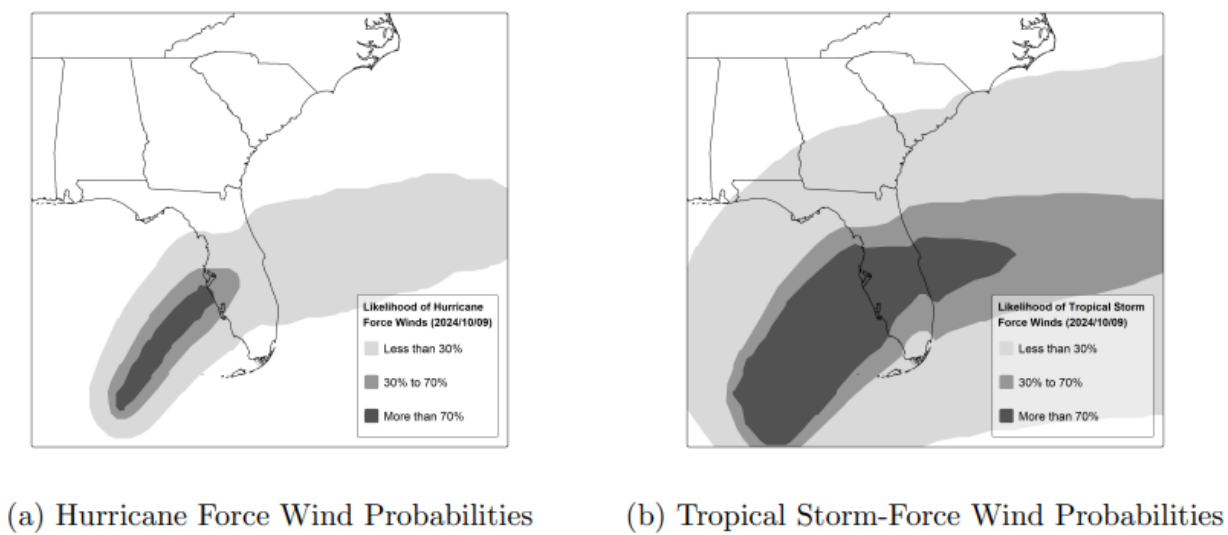 Likelihood of Hurricane
Force Winds (2024/10/09)
Less than 30%
30% to 70%
More than 70%
Likelihood of Tropical Storm
Force Winds (2024/10/09)
Less than 30%
30% to 70%
More than 70%
(a) Hurricane Force Wind Probabilities
(b) Tropical Storm-Force Wind Probabilities